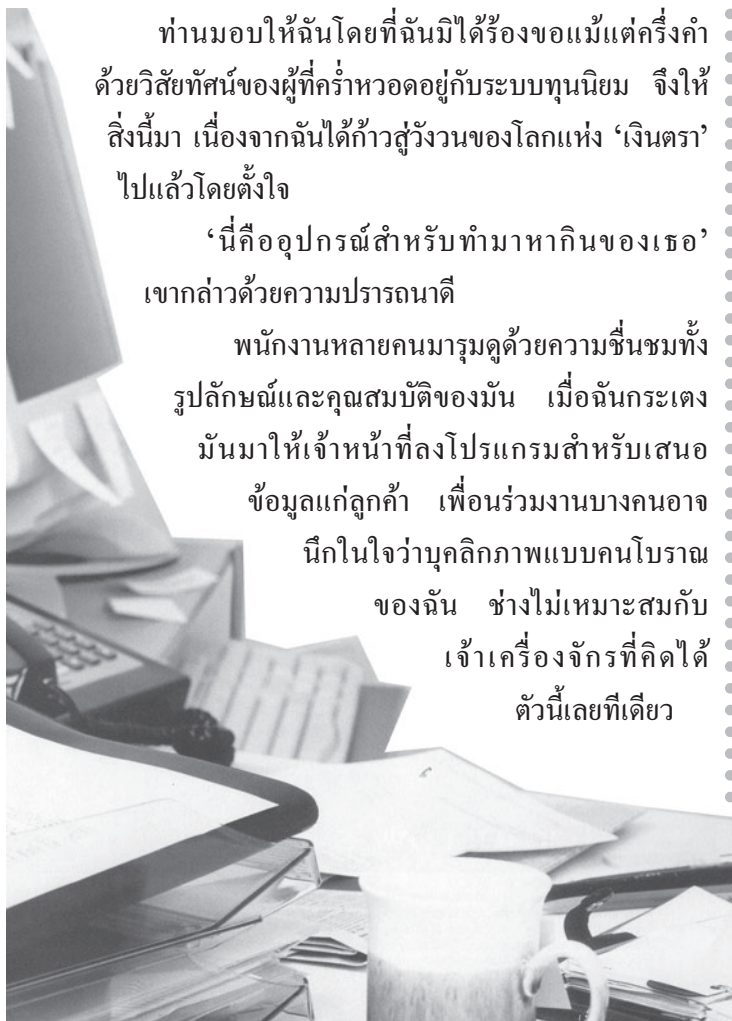 ท่านมอบให้ฉันโดยที่ฉันมิได้ร้องขอแม้แต่ครึ่งคำ
ด้วยวิสัยทัศน์ของผู้ที่คร่ำหวอดอยู่กับระบบทุนนิยม จึงให้
สิ่งนี้มา เนื่องจากฉันได้ก้าวสู่วังวนของโลกแห่ง ‘เงินตรา’
ไปแล้วโดยตั้งใจ
‘นี่คืออุปกรณ์สำหรับทำมาหากินของเธอ’
เขากล่าวด้วยความปรารถนาดี
พนักงานหลายคนมารุมดูด้วยความชื่นชมทั้ง
รูปลักษณ์และคุณสมบัติของมัน เมื่อฉันกระเตง
มันมาให้เจ้าหน้าที่ลงโปรแกรมสำหรับเสนอ
ข้อมูลแก่ลูกค้า เพื่อนร่วมงานบางคนอาจ
นึกในใจว่าบุคลิกภาพแบบคนโบราณ
ของฉัน ช่างไม่เหมาะสมกับ
เจ้าเครื่องจักรที่คิดได้
ตัวนี้เลยทีเดียว